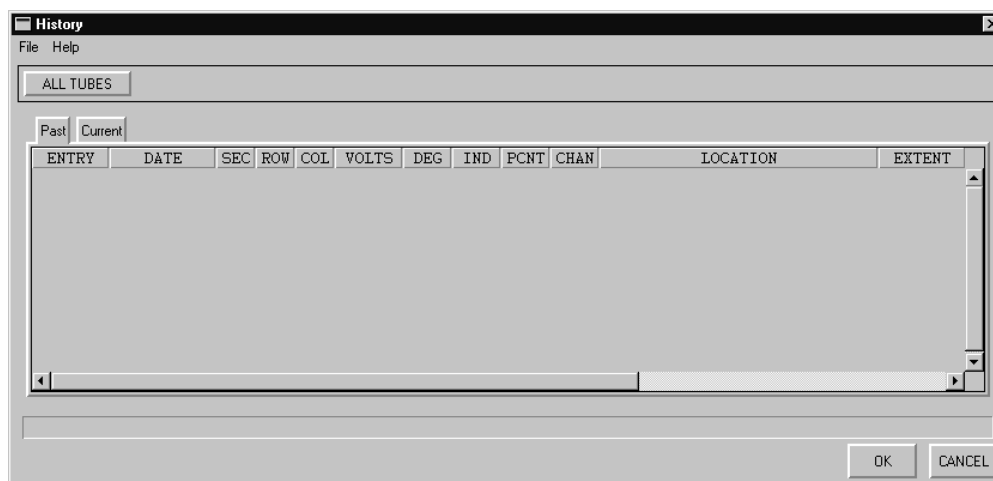 History
File Help
ALL TUBES
Past Current
ENTRY DATE SEC ROW COL VOLTS DEG IND PCNT CHAN LOCATION EXTENT
OK CANCEL